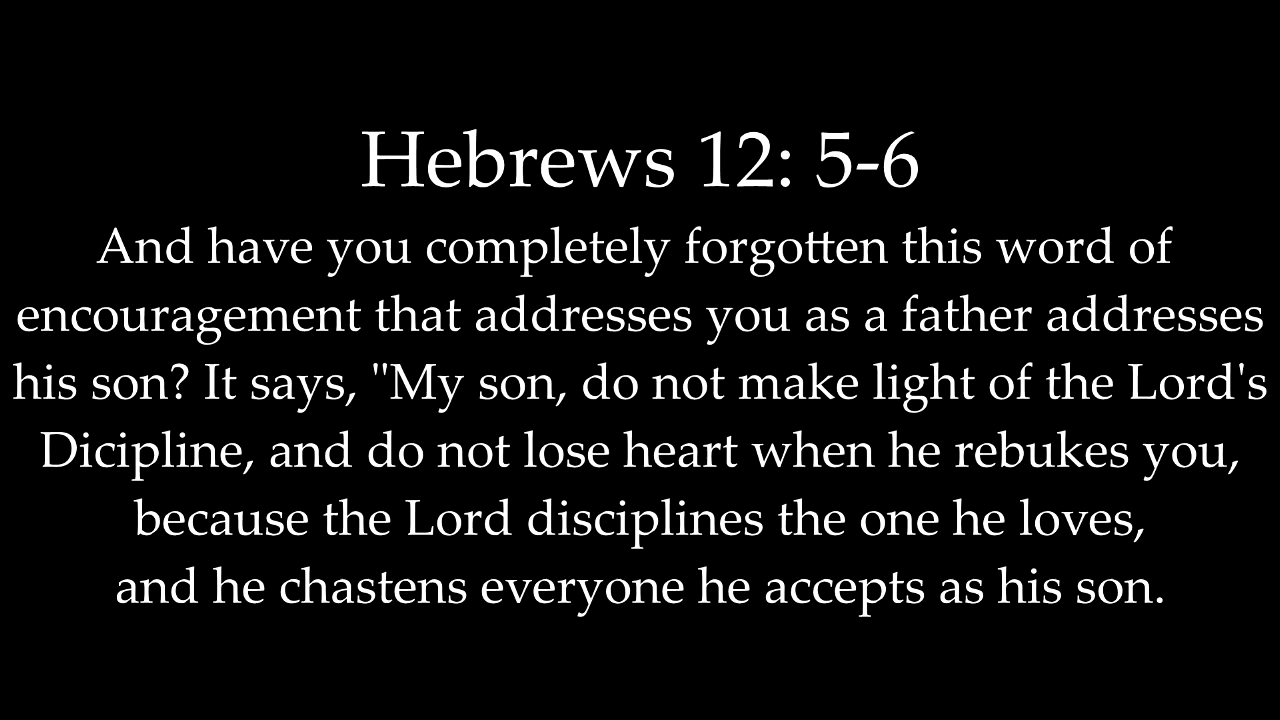 Hebrews 12: 5-6
And have you completely forgotten this word of
encouragement that addresses you as a father addresses
his son? It says, "My son, do not make light of the Lord's
Dicipline, and do not lose heart when he rebukes you,
because the Lord disciplines the one he loves,
and he chastens everyone he accepts as his son.